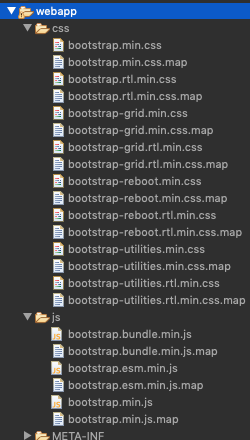 webapp
css
bootstrap.min.css
bootstrap.min.css.map
bootstrap.rtl.min.css
bootstrap.rtl.min.css.map
bootstrap-grid.min.css
bootstrap-grid.min.css.map
bootstrap-grid.rtl.min.css
bootstrap-grid.rtl.min.css.map
bootstrap-reboot.min.css
bootstrap-reboot.min.css.map
bootstrap-reboot.rtl.min.css
bootstrap-reboot.rtl.min.css.map
bootstrap-utilities.min.css
bootstrap-utilities.min.css.map
bootstrap-utilities.rtl.min.css
bootstrap-utilities.rtl.min.css.map
js
bootstrap.bundle.min.js
bootstrap.bundle.min.js.map
bootstrap.esm.min.js
bootstrap.esm.min.js.map
bootstrap.min.js
bootstrap.min.js.map
META-INF